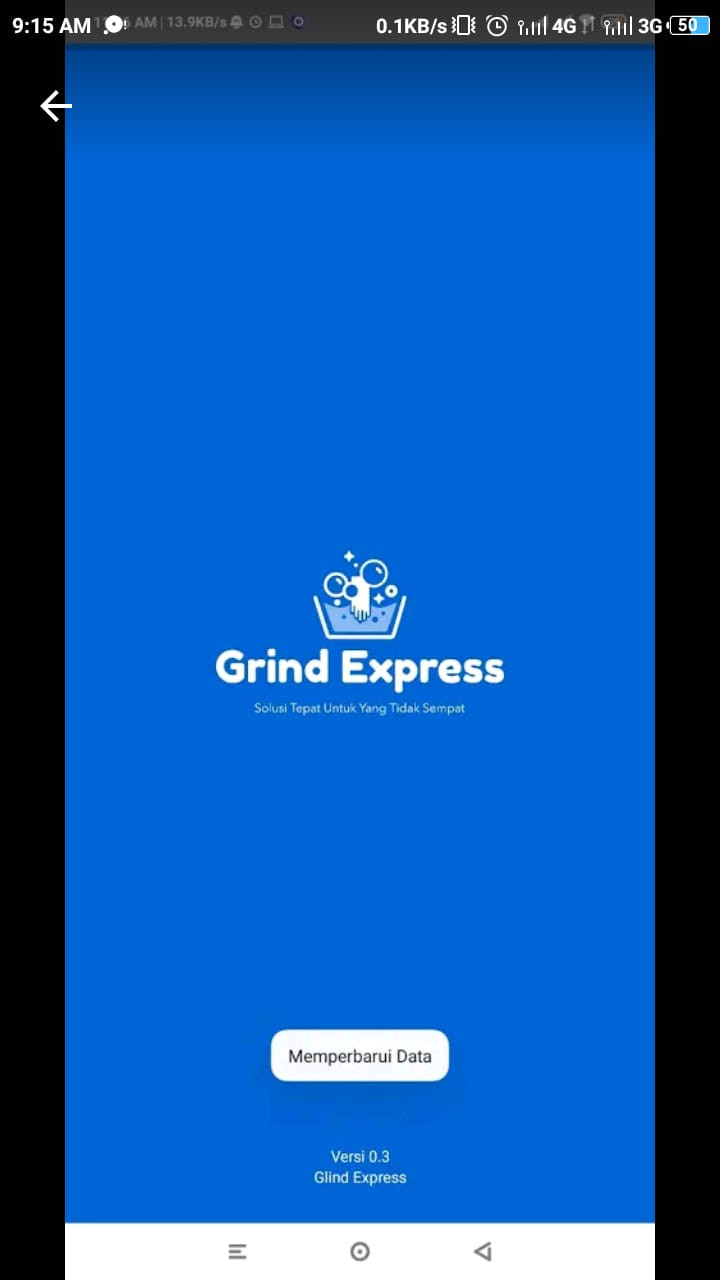 9:15 AM
0.1KB/s 4G 3G 50
AM | 13.9KB/s
Grind Express
Solusi Tepat Untuk Yang Tidak Sempat
Memperbarui Data
Versi 0.3
Glind Express